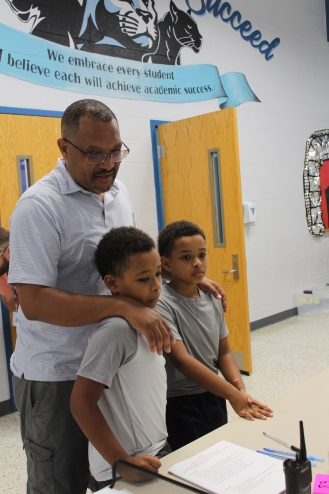 Succeed
We embrace every student
I believe each will achieve academic success.